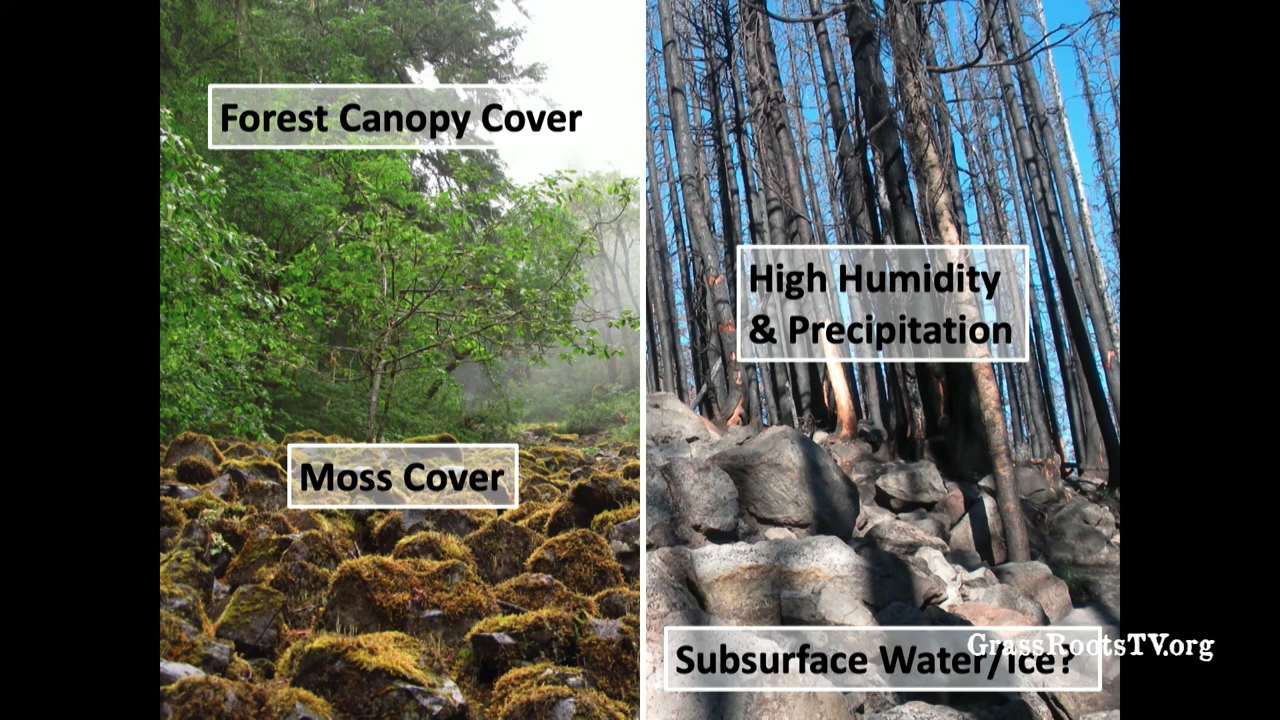 Forest Canopy Cover
Moss Cover
High Humidity
& Precipitation
Subsurface Water/Ice?
GrassRootsTV.org